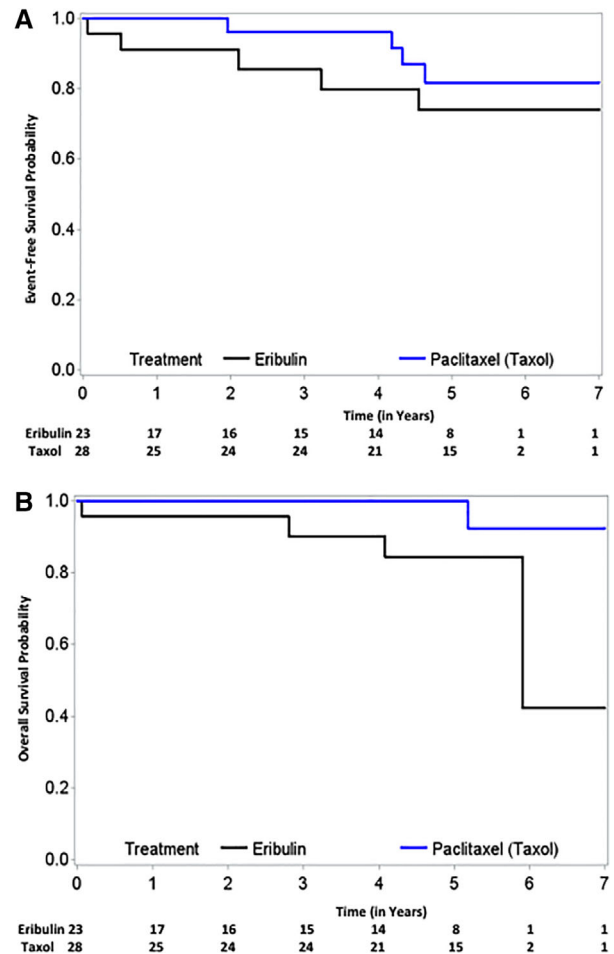 A
Event-Free Survival Probability
1.0
0.8
0.6
0.4
0.2
0.0
Treatment Eribulin Paclitaxel (Taxol)
0 1 2 3 4 5 6 7
Time (in Years)
Eribulin 23 17 16 15 14 8 1 1
Taxol 28 25 24 24 21 15 2 1
B
Overall Survival Probability
1.0
0.8
0.6
0.4
0.2
0.0
Treatment Eribulin Paclitaxel (Taxol)
0 1 2 3 4 5 6 7
Time (in Years)
Eribulin 23 17 16 15 14 8 1 1
Taxol 28 25 24 24 21 15 2 1